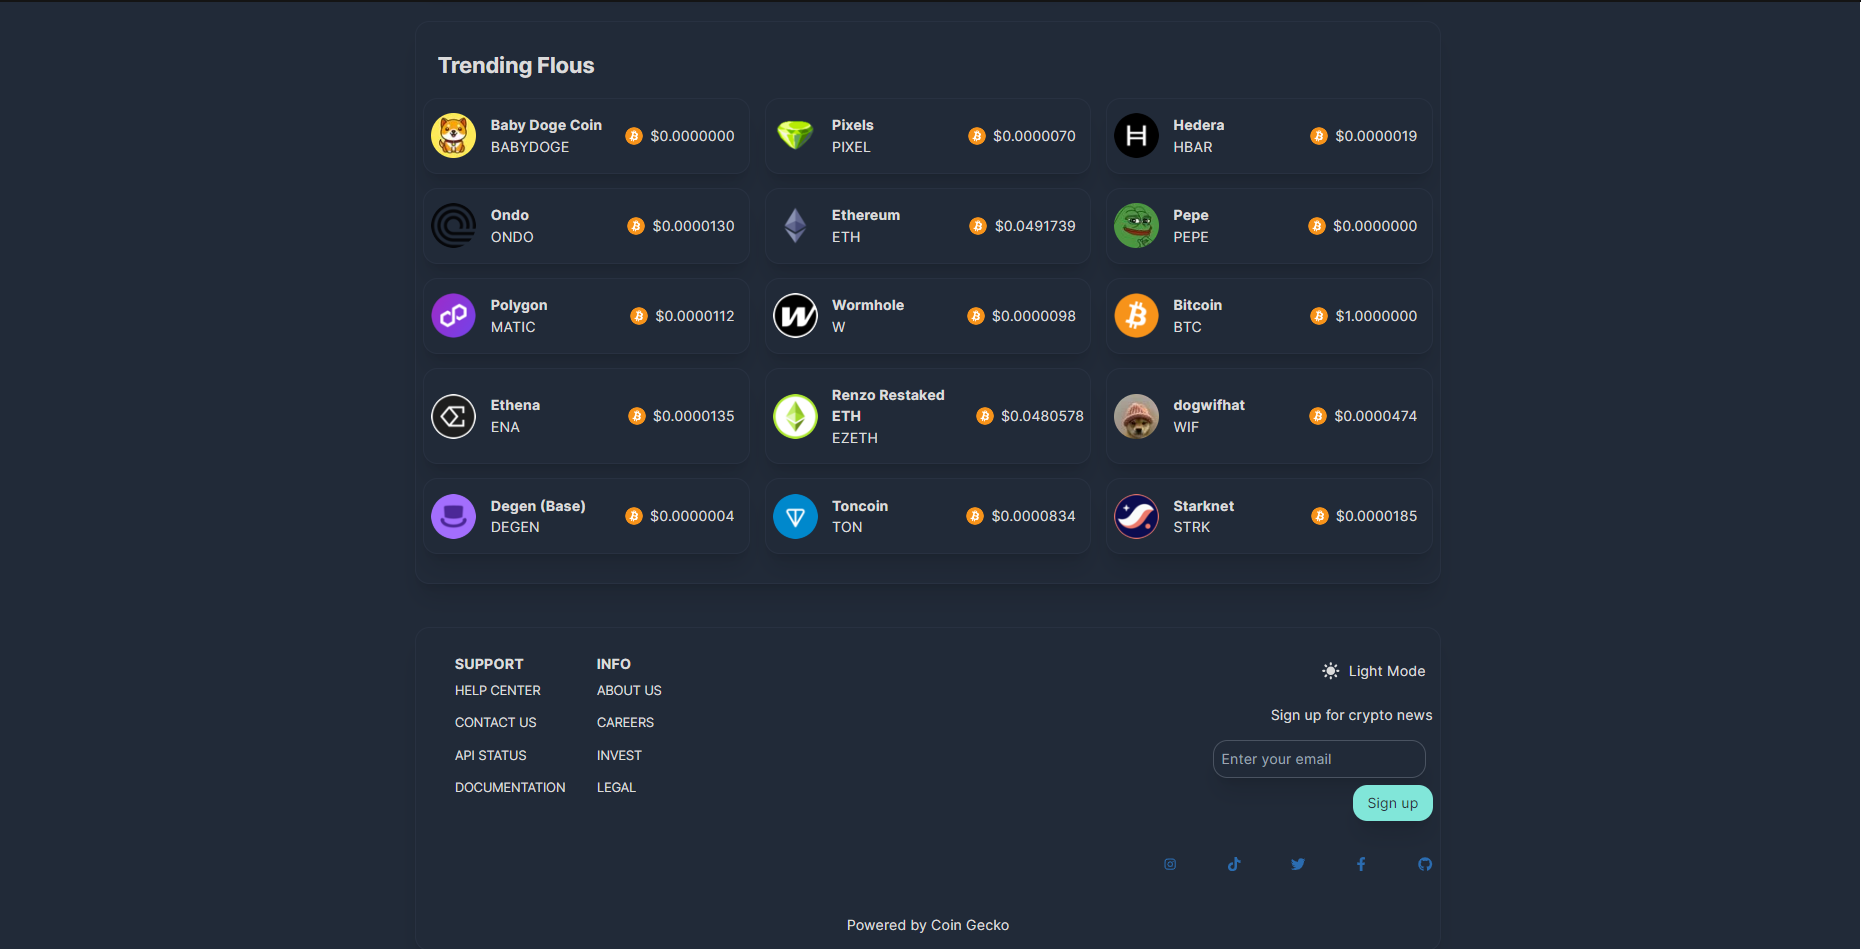 Trending Flous
Baby Doge Coin
BABYDOGE
$0.0000000
Pixels
PIXEL
$0.0000070
Hedera
HBAR
$0.0000019
Ondo
ONDO
$0.0000130
Ethereum
ETH
$0.0491739
Pepe
PEPE
$0.0000000
Polygon
MATIC
$0.0000112
Wormhole
W
$0.0000098
Bitcoin
BTC
$1.0000000
Ethena
ENA
$0.0000135
Renzo Restaked
ETH
EZETH
$0.0480578
dogwifhat
WIF
$0.0000474
Degen (Base)
DEGEN
$0.0000004
Toncoin
TON
$0.0000834
Starknet
STRK
$0.0000185
SUPPORT
HELP CENTER
CONTACT US
API STATUS
DOCUMENTATION
INFO
ABOUT US
CAREERS
INVEST
LEGAL
Light Mode
Sign up for crypto news
Enter your email
Sign up
Powered by Coin Gecko